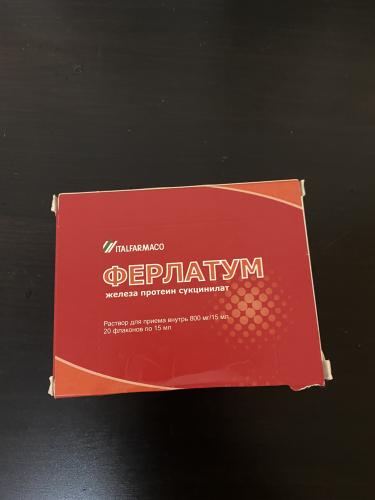 ITALFARMACO
ФЕРЛАТУМ
железа протеин сукцинилат
Раствор для приема внутрь 800 мг/15 мл
20 флаконов по 15 мл